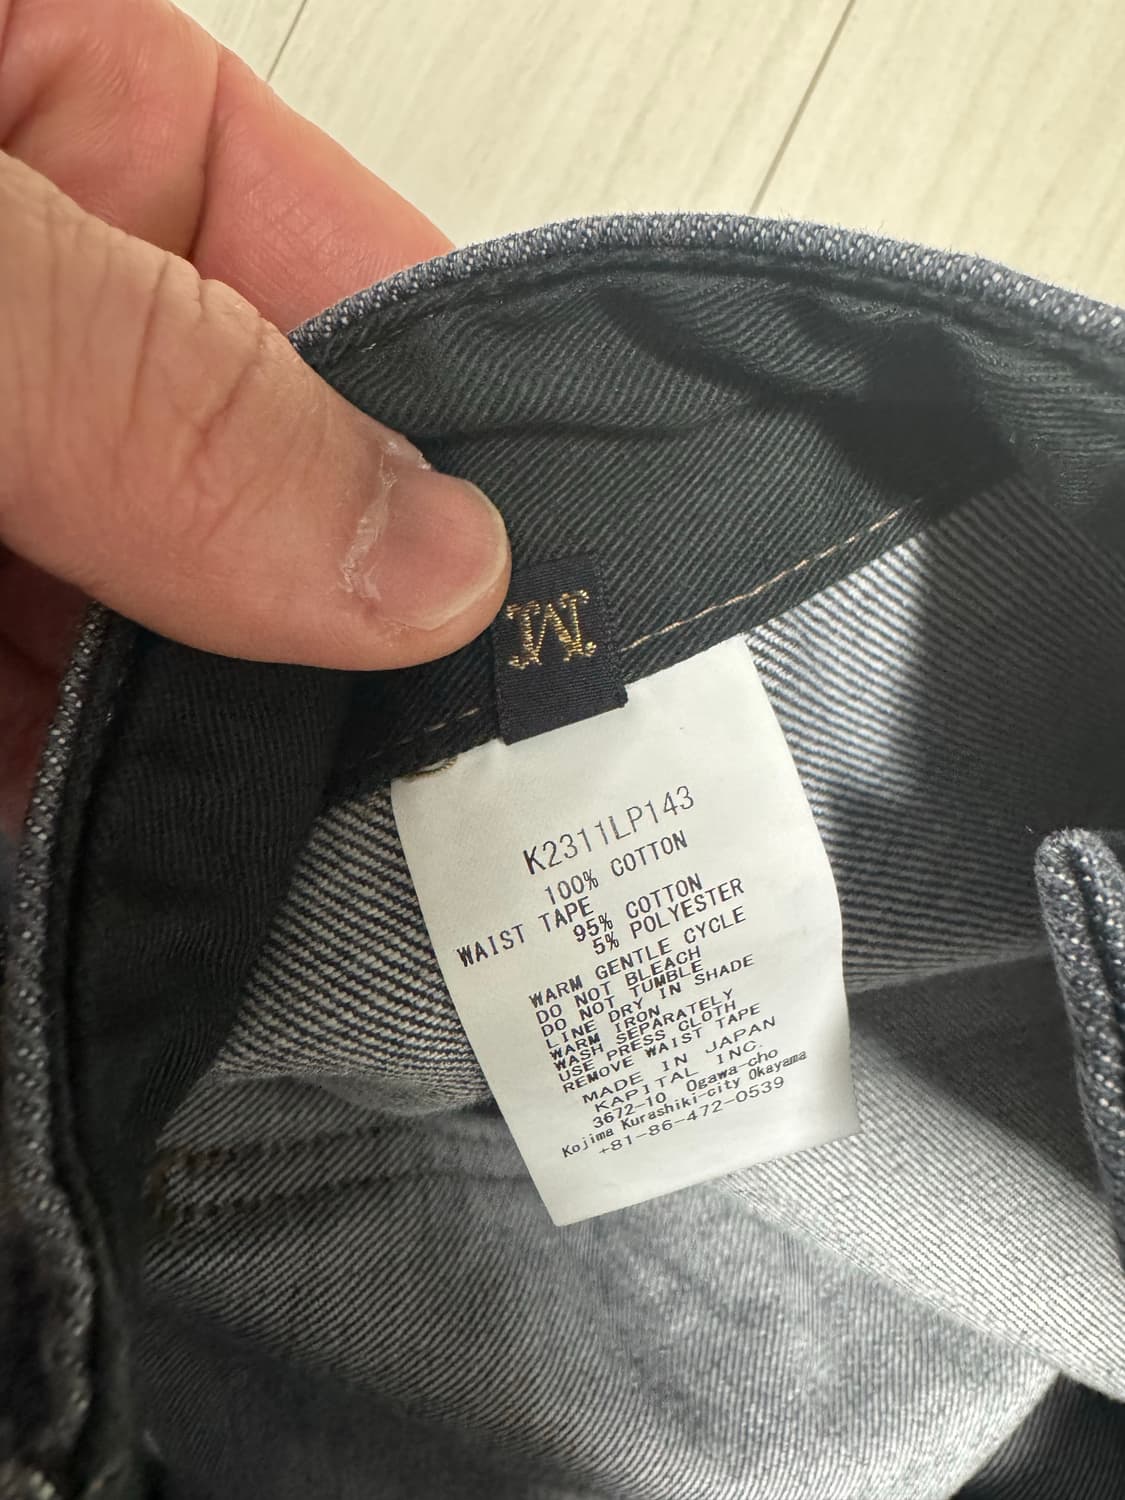 M
K2311LP143
100% COTTON
WAIST TAPE
95% COTTON
5% POLYESTER
WARM GENTLE CYCLE
DO NOT BLEACH
DO NOT TUMBLE
LINE DRY IN SHADE
WARM IRON
WASH SEPARATELY
USE PRESS CLOTH
REMOVE WAIST TAPE
MADE IN JAPAN
KAPITAL INC.
3672-10 Ogawa-cho
Kojima Kurashiki-city Okayama
+81-86-472-0539